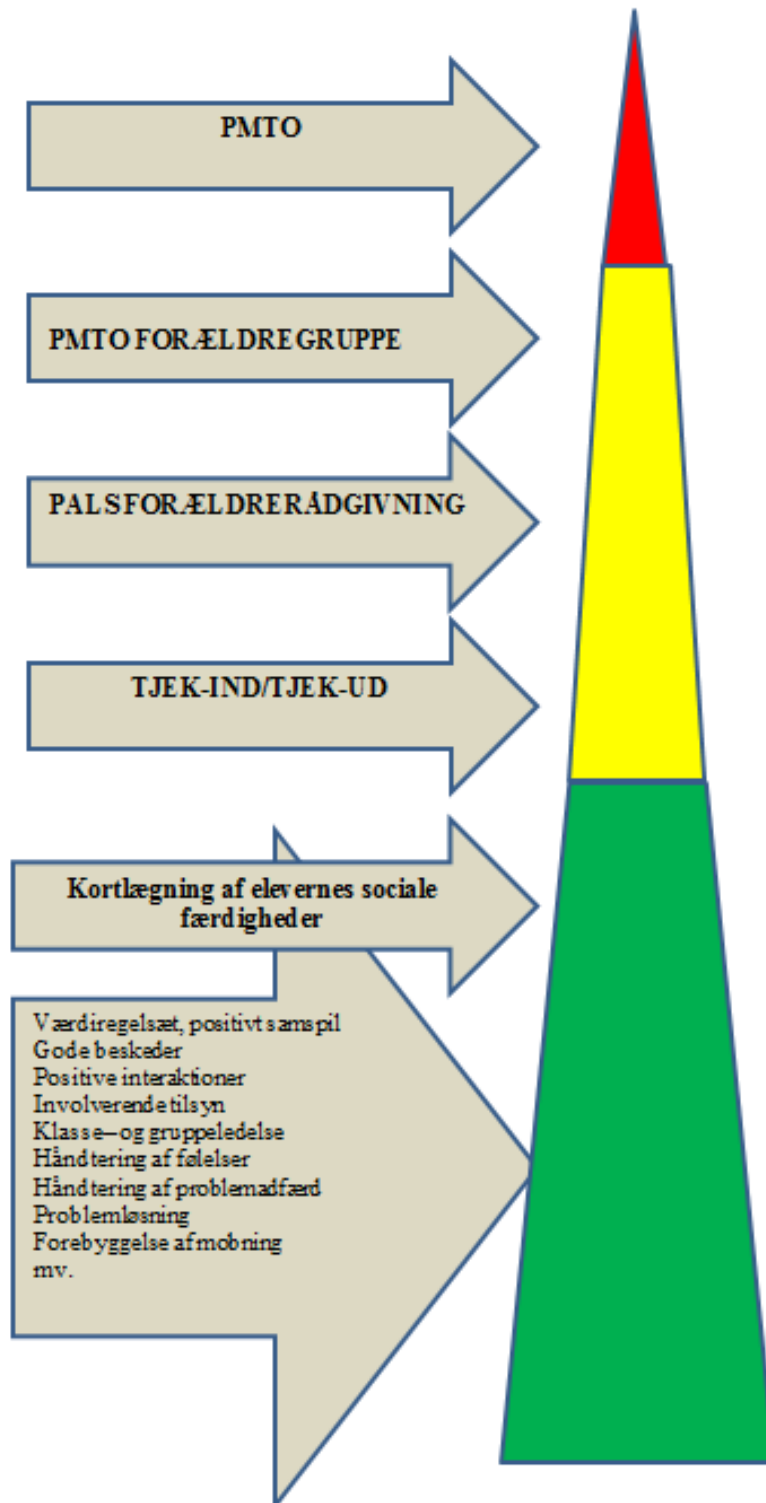 PMTO
PMTO FORÆLDREGRUPPE
PALS FORÆLDRERÅDGIVNING
TJEK-IND/TJEK-UD
Kortlægning af elevernes sociale
færdigheder
Værdiregelsæt, positivt samspil
Gode beskeder
Positive interaktioner
Involverende tilsyn
Klasse– og gruppeledelse
Håndtering af følelser
Håndtering af problemadfærd
Problemløsning
Forebyggelse af mobning
mv.